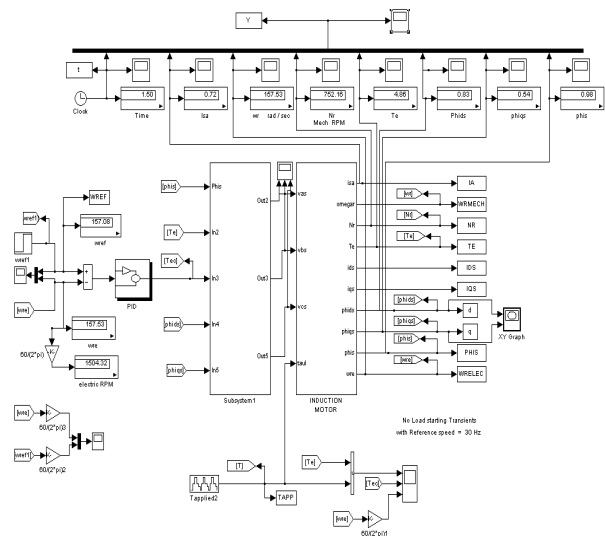 Y
t
Clock
1.50
Time
0.72
Isa
157.53
wr rad/sec
752.15
Nr
Mech RPM
4.86
Te
0.83
Phids
0.54
phiqs
0.98
phis
WREF
157.08
wref
wref1
wref1
[wre]
PID
157.53
wre
60/(2*pi)
1504.32
electric RPM
[phis]
[Te]
[Tec]
[phids]
[phiqs]
Phis
In2
In3
In4
In5
Out2
Out3
Out5
Subsystem1
vas
vbs
vcs
taul
isa
omegar
Nr
Te
ids
iqs
phids
phiqs
phis
wre
INDUCTION
MOTOR
[wr]
[Nr]
[Te]
[phids]
[phiqs]
[phis]
[wre]
IA
WRMECH
NR
TE
IDS
IQS
d
q
XY Graph
PHIS
WRELEC
No Load starting Transients
with Reference speed = 30 Hz
[wre]
60/(2*pi)3
wref1
60/(2*pi)2
Tapplied2
[T]
TAPP
[Te]
[Tec]
[wre]
60/(2*pi)1